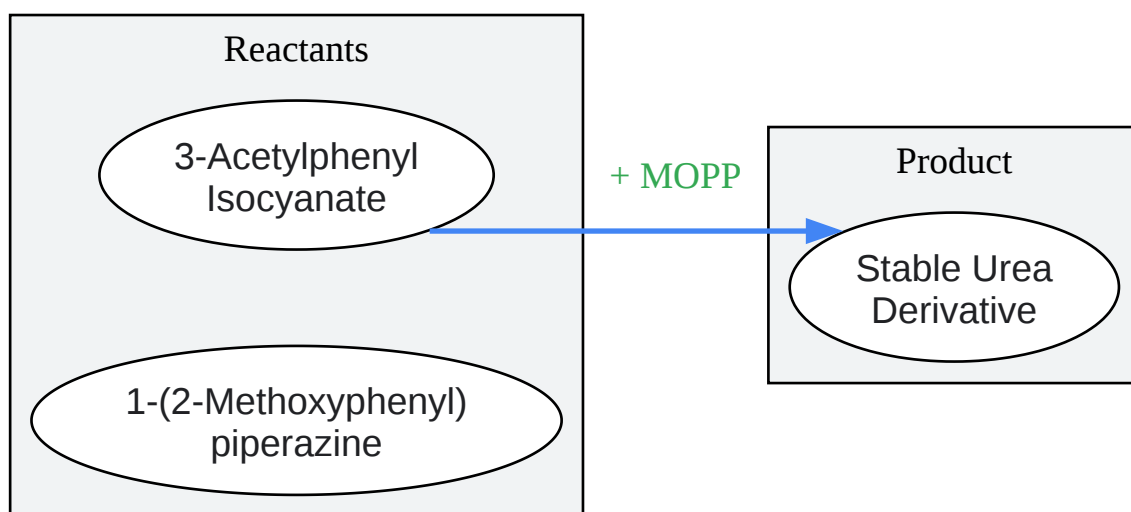 Reactants
3-Acetylphenyl
Isocyanate
1-(2-Methoxyphenyl)
piperazine
+ MOPP
Product
Stable Urea
Derivative